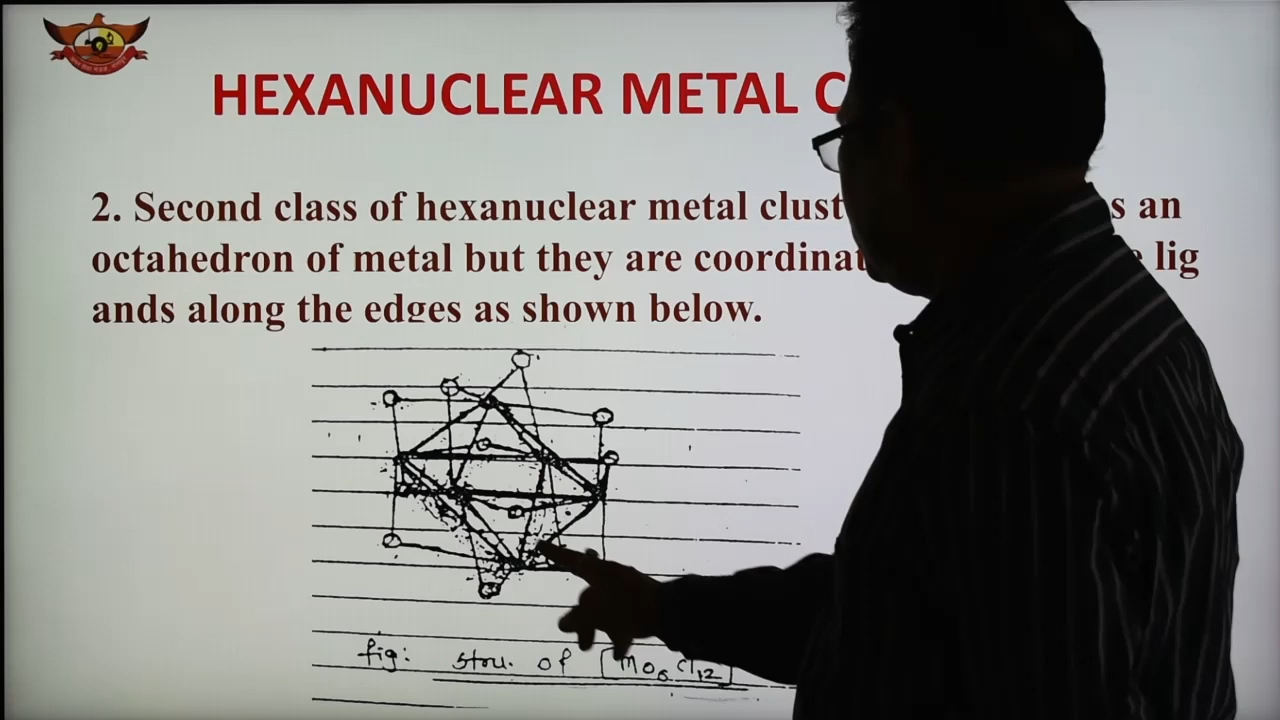 HEXANUCLEAR METAL C
2. Second class of hexanuclear metal clust s an
octahedron of metal but they are coordinat e lig
ands along the edges as shown below.
fig: stru. of [Mo6Cl12]